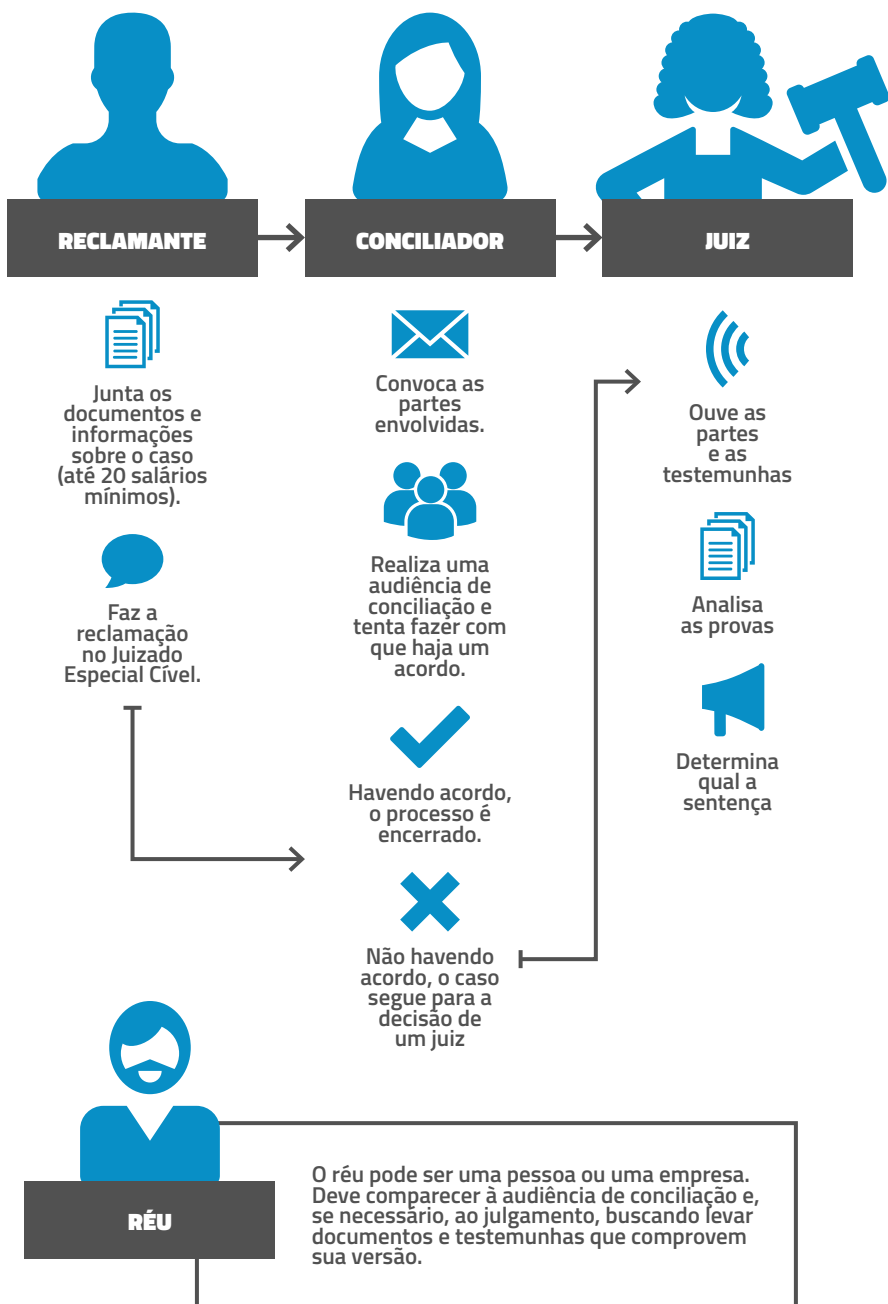 RECLAMANTE
CONCILIADOR
JUIZ
Junta os
documentos e
informações
sobre o caso
(até 20 salários
mínimos).
Faz a
reclamação
no Juizado
Especial Cível.
Convoca as
partes
envolvidas.
Realiza uma
audiência de
conciliação e
tenta fazer com
que haja um
acordo.
Havendo acordo,
o processo é
encerrado.
Não havendo
acordo, o caso
segue para a
decisão de
um juiz
Ouve as
partes
e as
testemunhas
Analisa
as provas
Determina
qual a
sentença
RÉU
O réu pode ser uma pessoa ou uma empresa.
Deve comparecer à audiência de conciliação e,
se necessário, ao julgamento, buscando levar
documentos e testemunhas que comprovem
sua versão.